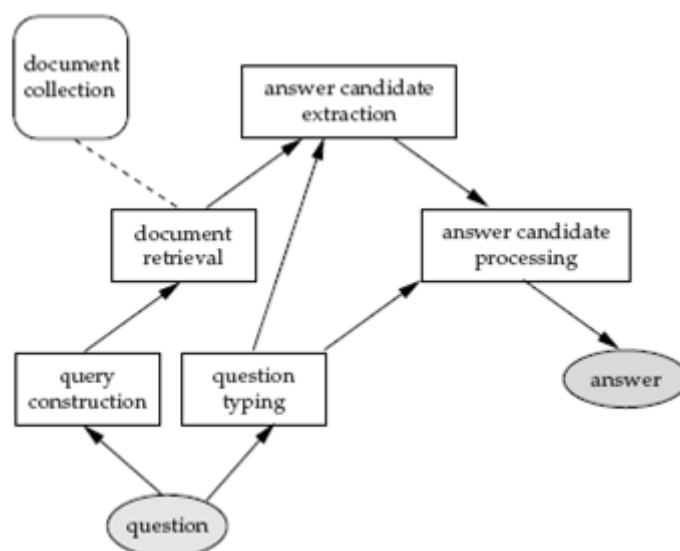 document
collection
answer candidate
extraction
document
retrieval
answer candidate
processing
query
construction
question
typing
answer
question